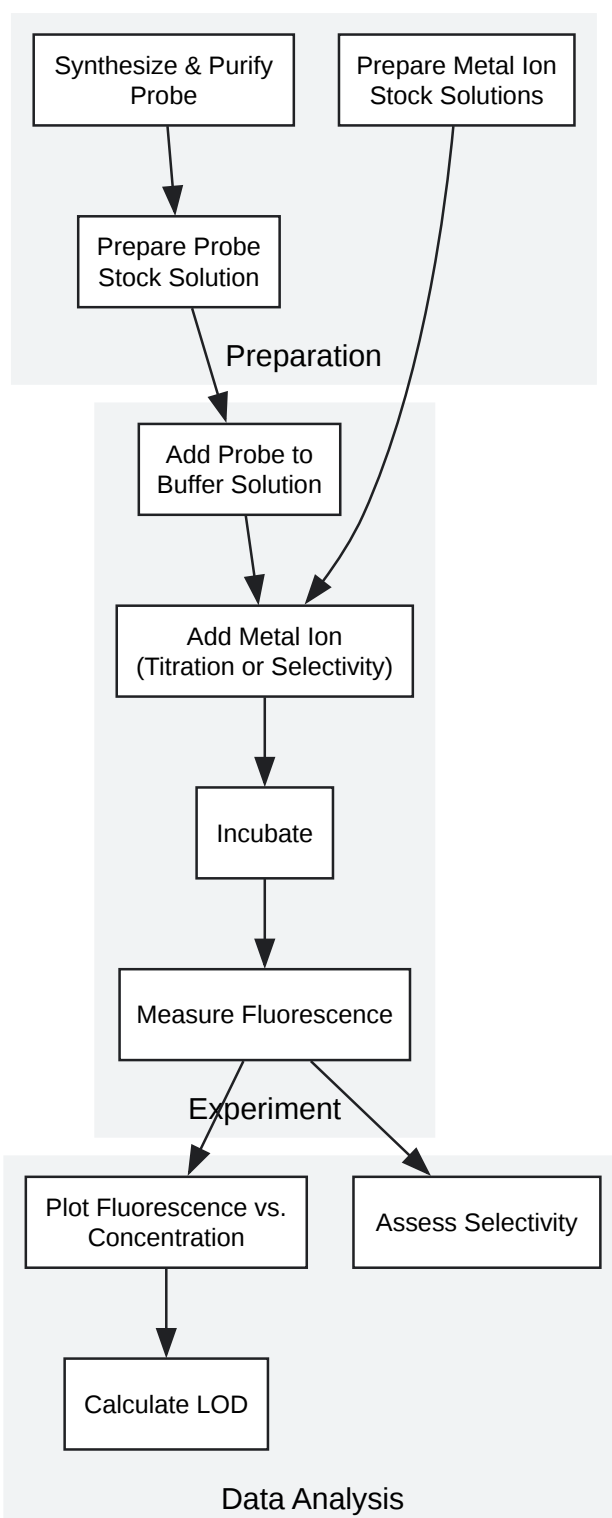 Synthesize & Purify
Probe
Prepare Metal Ion
Stock Solutions
Prepare Probe
Stock Solution
Preparation
Add Probe to
Buffer Solution
Add Metal Ion
(Titration or Selectivity)
Incubate
Measure Fluorescence
Experiment
Plot Fluorescence vs.
Concentration
Assess Selectivity
Calculate LOD
Data Analysis